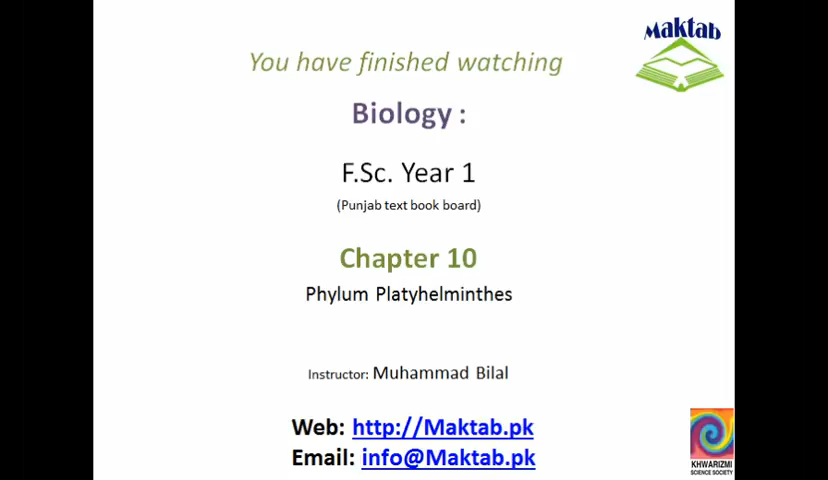 Maktab
You have finished watching
Biology :
F.Sc. Year 1
(Punjab text book board)
Chapter 10
Phylum Platyhelminthes
Instructor: Muhammad Bilal
Web: http://Maktab.pk
Email: info@Maktab.pk
KHWARIZMI
SCIENCE SOCIETY